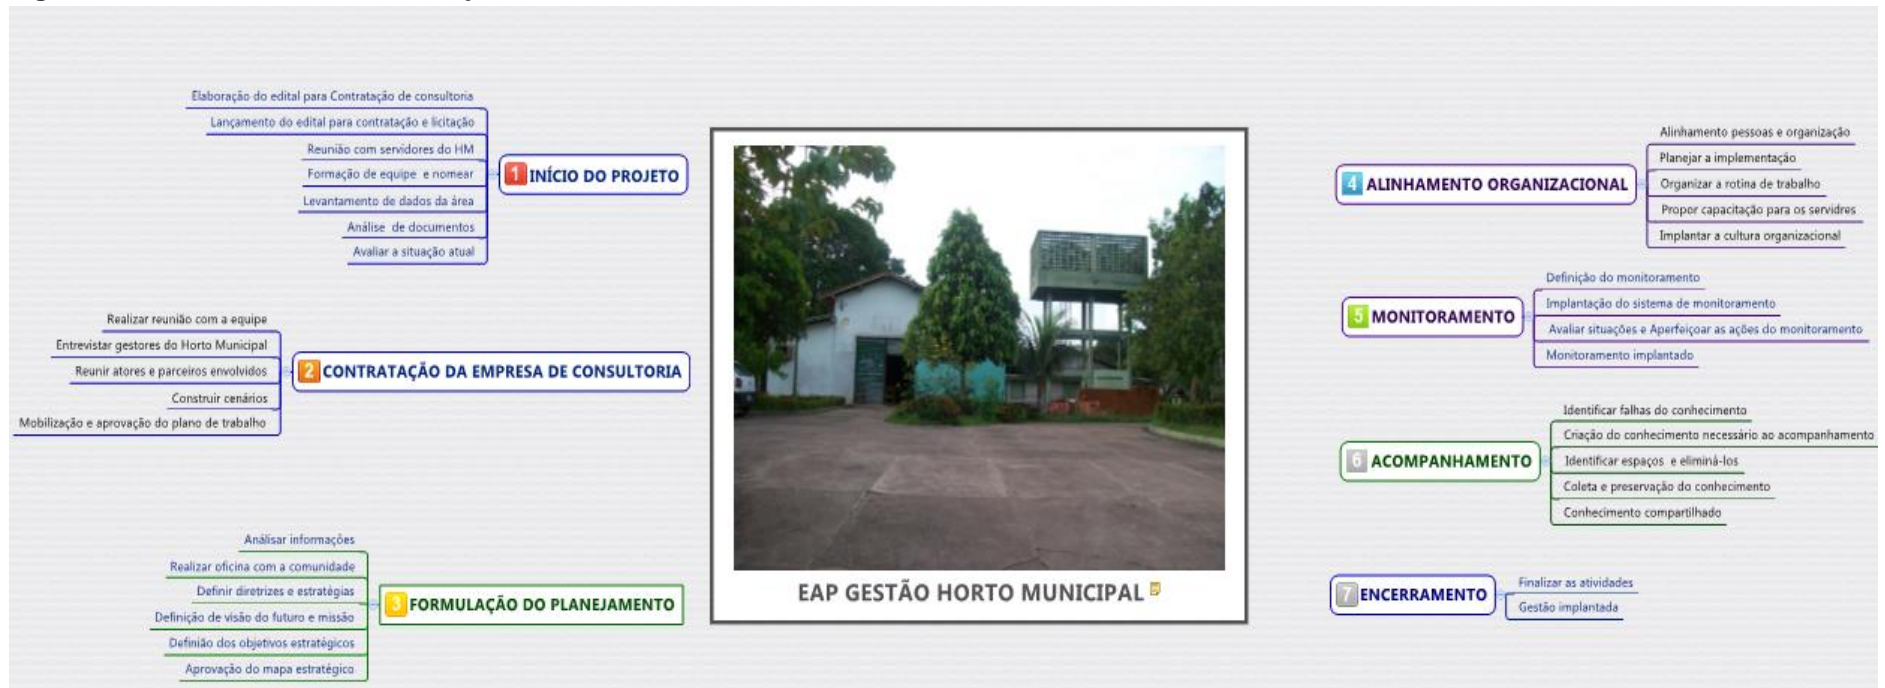 Elaboração do edital para Contratação de consultoria
Lançamento do edital para contratação e licitação
Reunião com servidores do HM
Formação de equipe e nomear
Levantamento de dados da área
Análise de documentos
Avaliar a situação atual
1 INÍCIO DO PROJETO
Realizar reunião com a equipe
Entrevistar gestores do Horto Municipal
Reunir atores e parceiros envolvidos
Construir cenários
Mobilização e aprovação do plano de trabalho
2 CONTRATAÇÃO DA EMPRESA DE CONSULTORIA
Análisar informações
Realizar oficina com a comunidade
Definir diretrizes e estratégias
Definição de visão do futuro e missão
Definião dos objetivos estratégicos
Aprovação do mapa estratégico
3 FORMULAÇÃO DO PLANEJAMENTO
EAP GESTÃO HORTO MUNICIPAL
4 ALINHAMENTO ORGANIZACIONAL
Alinhamento pessoas e organização
Planejar a implementação
Organizar a rotina de trabalho
Propor capacitação para os servidres
Implantar a cultura organizacional
5 MONITORAMENTO
Definição do monitoramento
Implantação do sistema de monitoramento
Avaliar situações e Aperfeiçoar as ações do monitoramento
Monitoramento implantado
6 ACOMPANHAMENTO
Identificar falhas do conhecimento
Criação do conhecimento necessário ao acompanhamento
Identificar espaços e eliminá-los
Coleta e preservação do conhecimento
Conhecimento compartilhado
7 ENCERRAMENTO
Finalizar as atividades
Gestão implantada